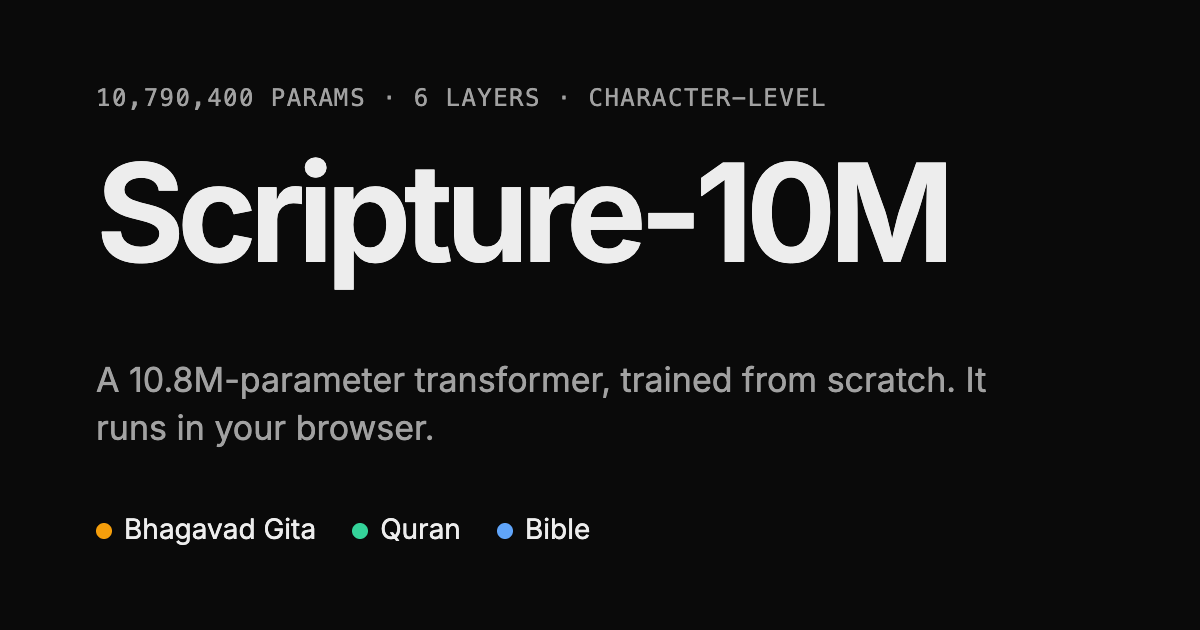 10,790,400 PARAMS · 6 LAYERS · CHARACTER–LEVEL
Scripture-10M
A 10.8M-parameter transformer, trained from scratch. It
runs in your browser.
Bhagavad Gita Quran Bible